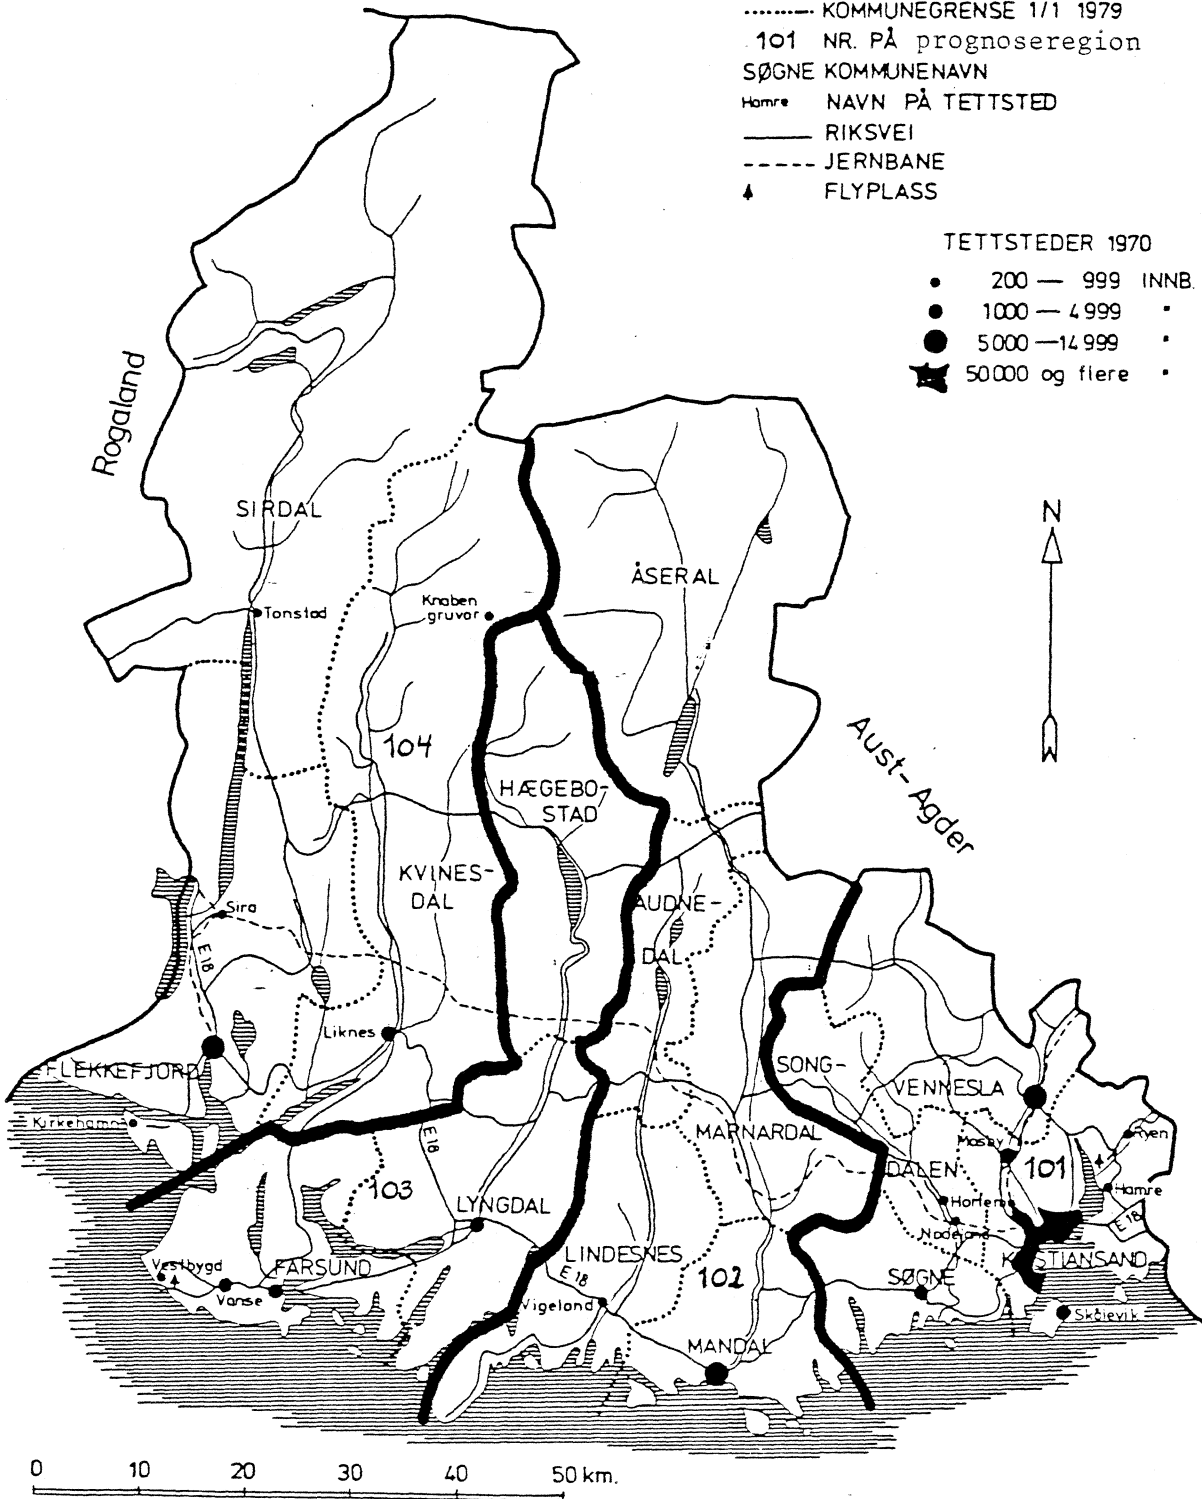 KOMMUNEGRENSE 1/1 1979
101 NR. PÅ prognoseregion
SØGNE KOMMUNENAVN
Hamre NAVN PÅ TETTSTED
RIKSVEI
JERNBANE
FLYPLASS
TETTSTEDER 1970
200 — 999 INNB.
1000 — 4999 "
5000 — 14999 "
50000 og flere "
Rogaland
SIRDAL
N
ÅSERAL
Tonstad
Knaben
gruver
104
Aust-Agder
HÆGEBO-
STAD
KVINES-
DAL
AUDNE-
DAL
Sira
E 18
Liknes
FLEKKEFJORD
SONG-
VENNESLA
Kirkehamn
E 18
MARNARDAL
Mosby
Ryen
DALEN
101
103
Hamre
LYNGDAL
Hortem
E 18
Nodeland
LINDESNES
KRISTIANSAND
Vestbygd
FARSUND
E 18
102
SØGNE
Vanse
Vigeland
Skålevik
MANDAL
0 10 20 30 40 50 km.